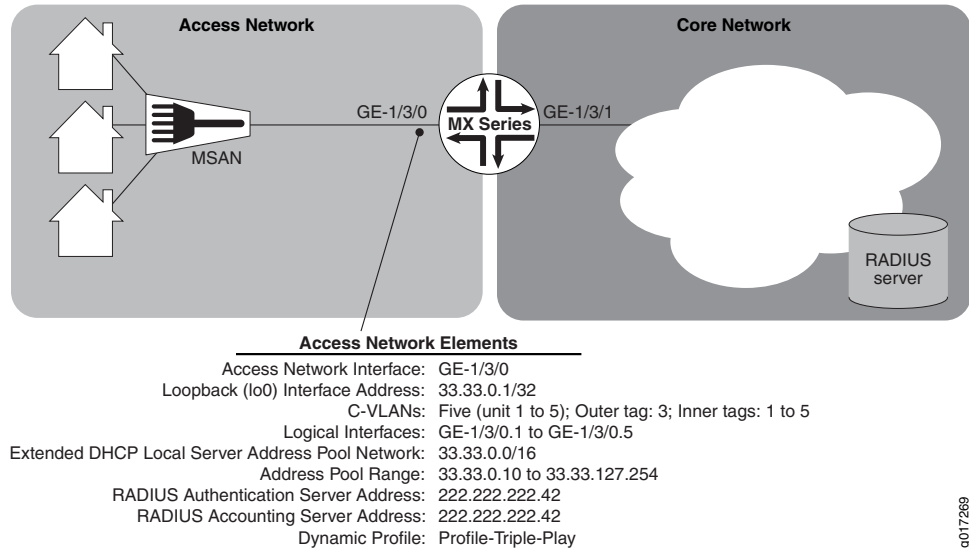 Access Network
Core Network
GE-1/3/0
MX Series
GE-1/3/1
MSAN
RADIUS
server
Access Network Elements
Access Network Interface: GE-1/3/0
Loopback (lo0) Interface Address: 33.33.0.1/32
C-VLANs: Five (unit 1 to 5); Outer tag: 3; Inner tags: 1 to 5
Logical Interfaces: GE-1/3/0.1 to GE-1/3/0.5
Extended DHCP Local Server Address Pool Network: 33.33.0.0/16
Address Pool Range: 33.33.0.10 to 33.33.127.254
RADIUS Authentication Server Address: 222.222.222.42
RADIUS Accounting Server Address: 222.222.222.42
Dynamic Profile: Profile-Triple-Play
g017269